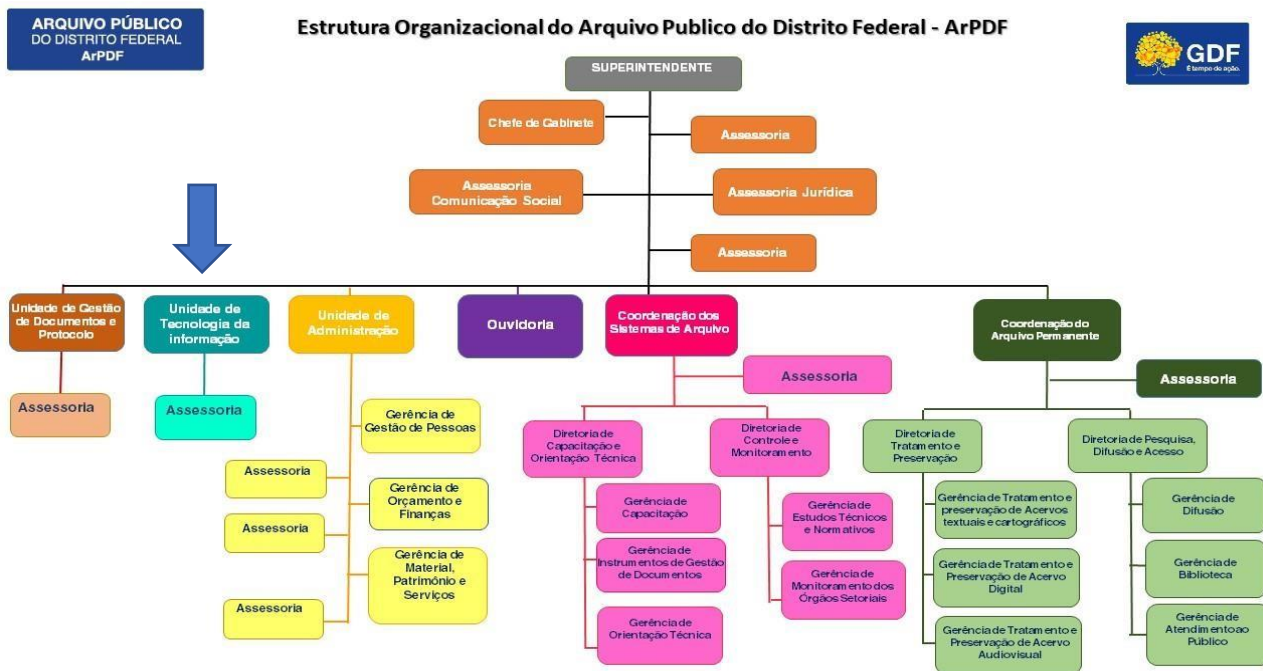 ARQUIVO PÚBLICO
DO DISTRITO FEDERAL
ArPDF
Estrutura Organizacional do Arquivo Publico do Distrito Federal - ArPDF
GDF
É tempo de ação.
SUPERINTENDENTE
Chefe de Gabinete
Assessoria
Assessoria
Comunicação Social
Assessoria Jurídica
Assessoria
Unidade de Gestão
de Documentos e
Protocolo
Unidade de
Tecnologia da
informação
Unidade de
Administração
Ouvidoria
Coordenação dos
Sistemas de Arquivo
Coordenação do
Arquivo Permanente
Assessoria
Assessoria
Gerência de
Gestão de Pessoas
Assessoria
Gerência de
Orçamento e
Finanças
Assessoria
Gerência de
Material,
Patrimônio e
Serviços
Assessoria
Assessoria
Diretoria de
Capacitação e
Orientação Técnica
Diretoria de
Controle e
Monitoramento
Gerência de
Capacitação
Gerência de
Instrumentos de Gestão
de Documentos
Gerência de
Orientação Técnica
Gerência de
Estudos Técnicos
e Normativos
Gerência de
Monitoramento dos
Órgãos Setoriais
Assessoria
Diretoria de
Tratamento e
Preservação
Diretoria de Pesquisa,
Difusão e Acesso
Gerência de Tratamento e
preservação de Acervos
textuais e cartográficos
Gerência de Tratamento e
Preservação de Acervo
Digital
Gerência de Tratamento e
Preservação de Acervo
Audiovisual
Gerência de
Difusão
Gerência de
Biblioteca
Gerência de
Atendimento ao
Público